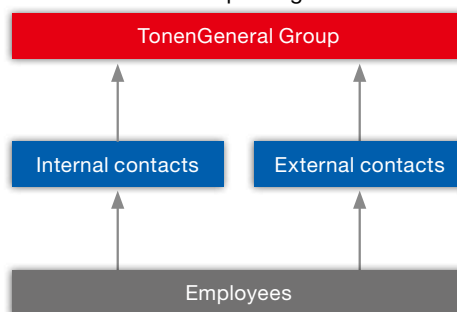 TonenGeneral Group
Internal contacts
External contacts
Employees